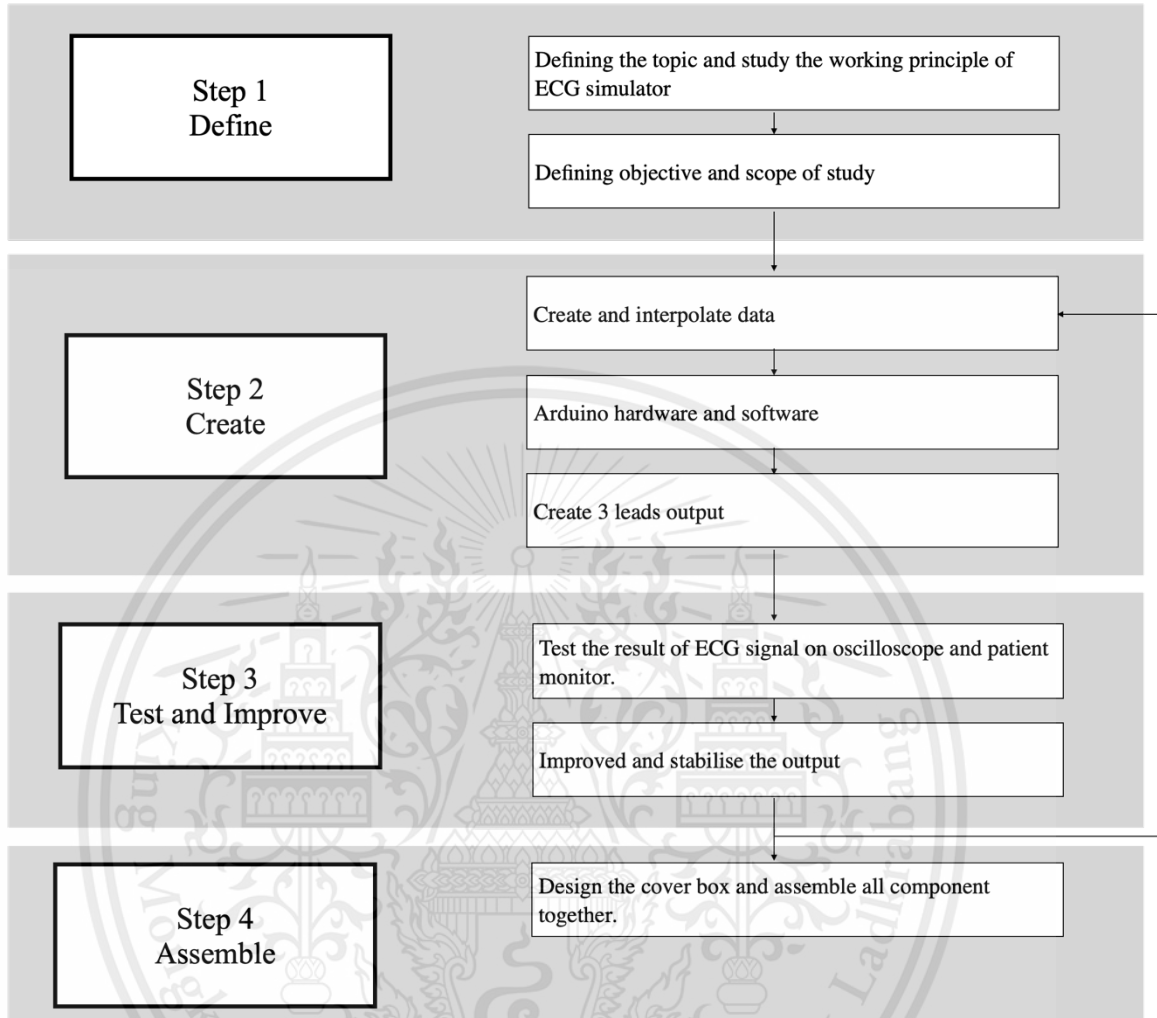 Step 1
Define
Defining the topic and study the working principle of
ECG simulator
Defining objective and scope of study
Step 2
Create
Create and interpolate data
Arduino hardware and software
Create 3 leads output
Step 3
Test and Improve
Test the result of ECG signal on oscilloscope and patient
monitor.
Improved and stabilise the output
Step 4
Assemble
Design the cover box and assemble all component
together.
King Mong
Ladkrabang